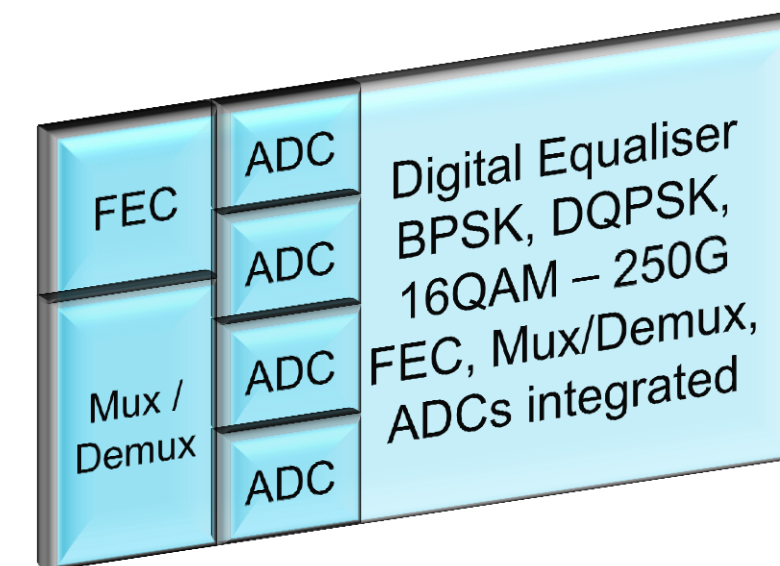 FEC
Mux /
Demux
ADC
ADC
ADC
ADC
Digital Equaliser
BPSK, DQPSK,
16QAM – 250G
FEC, Mux/Demux,
ADCs integrated